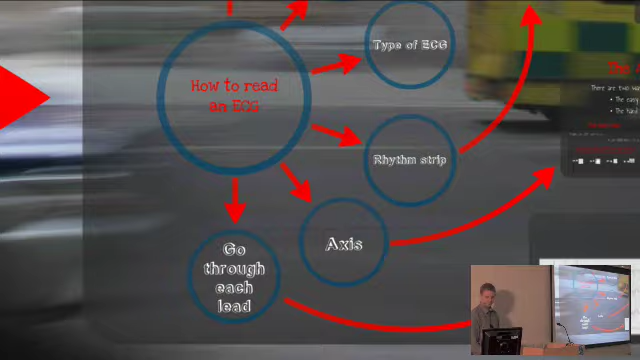 How to read
an ECG
Type of ECG
Rhythm strip
Axis
Go
through
each
lead
There are two
• The easy
• The hard